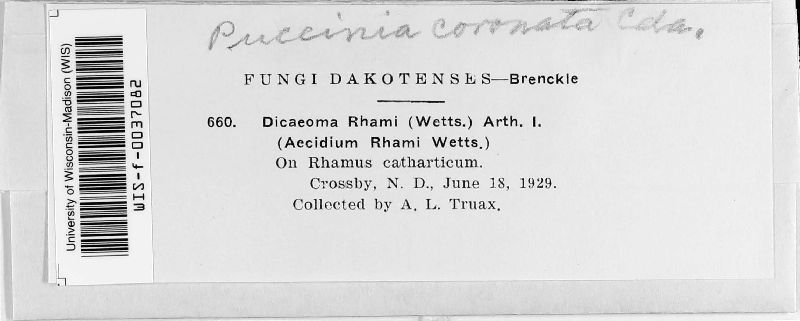 Puccinia coronata Cda.
FUNGI DAKOTENSES—Brenckle
660. Dicaeoma Rhami (Wetts.) Arth. I.
(Aecidium Rhami Wetts.)
On Rhamus catharticum.
Crossby, N. D., June 18, 1929.
Collected by A. L. Truax.
University of Wisconsin-Madison (WIS)
WIS-f-0037082